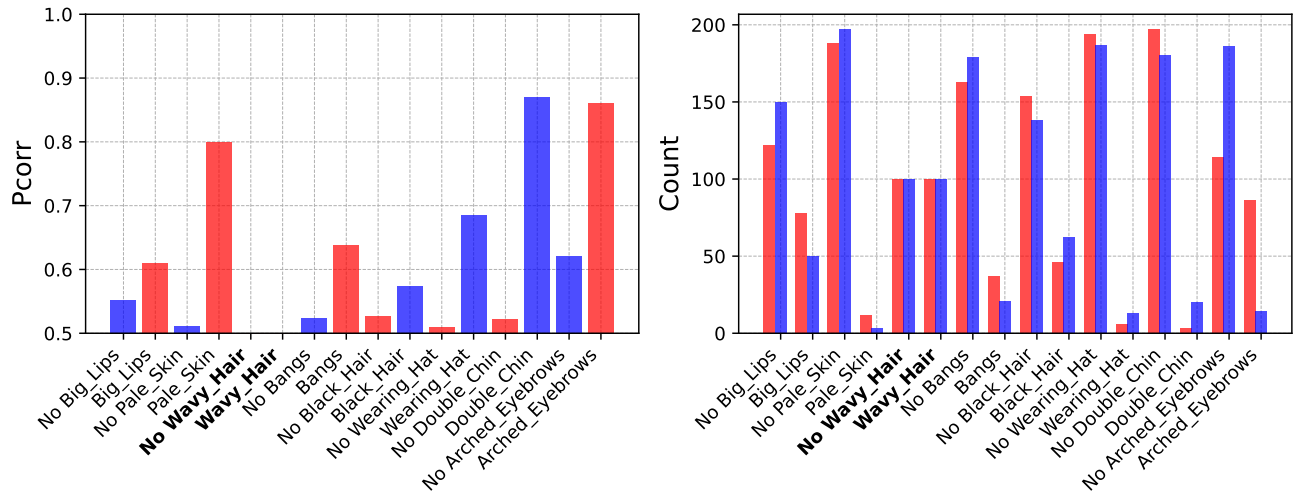 Pcorr
1.0
0.9
0.8
0.7
0.6
0.5
No Big_Lips
Big_Lips
No Pale_Skin
Pale_Skin
No Wavy_Hair
Wavy_Hair
No Bangs
Bangs
No Black_Hair
Black_Hair
No Wearing_Hat
Wearing_Hat
No Double_Chin
Double_Chin
No Arched_Eyebrows
Arched_Eyebrows
Count
200
150
100
50
0
No Big_Lips
Big_Lips
No Pale_Skin
Pale_Skin
No Wavy_Hair
Wavy_Hair
No Bangs
Bangs
No Black_Hair
Black_Hair
No Wearing_Hat
Wearing_Hat
No Double_Chin
Double_Chin
No Arched_Eyebrows
Arched_Eyebrows